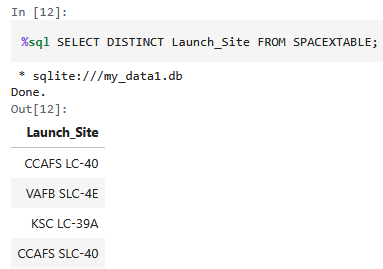 In [12]:
%sql SELECT DISTINCT Launch_Site FROM SPACEXTABLE;
* sqlite:///my_data1.db
Done.
Out[12]:
Launch_Site
CCAFS LC-40
VAFB SLC-4E
KSC LC-39A
CCAFS SLC-40